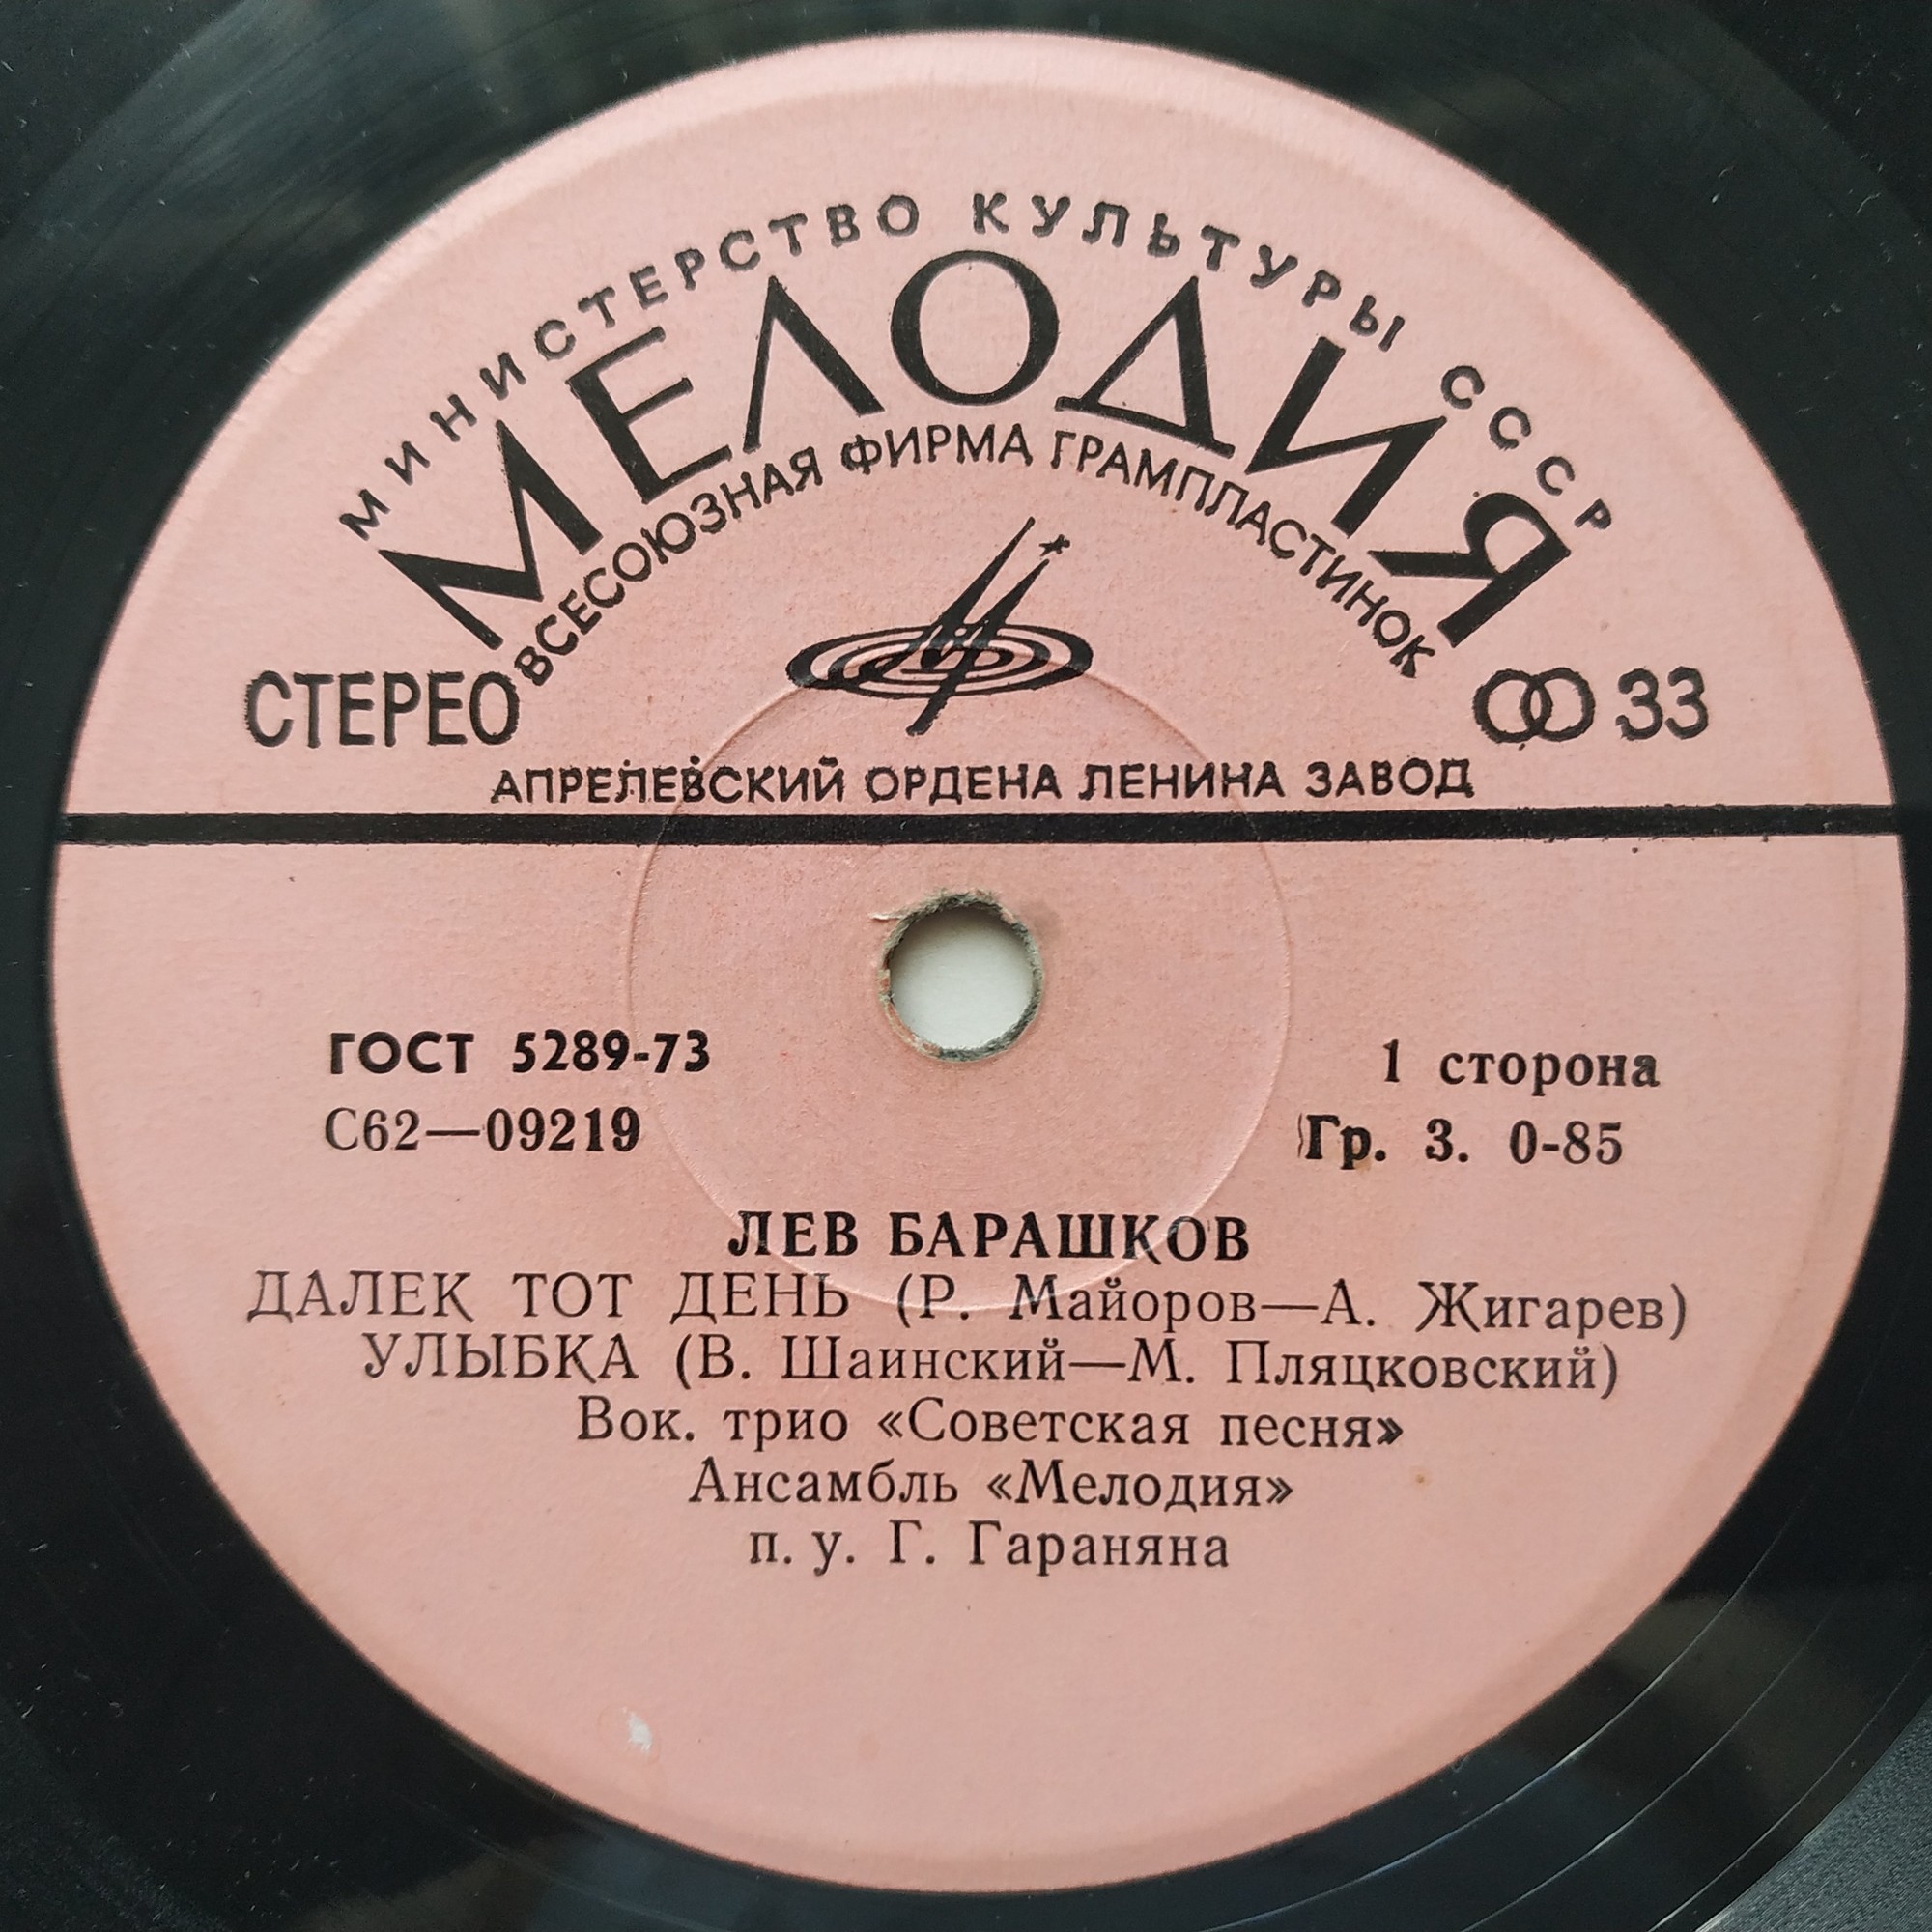 МИНИСТЕРСТВО КУЛЬТУРЫ СССР
МЕЛОДИЯ
ВСЕСОЮЗНАЯ ФИРМА ГРАМПЛАСТИНОК
СТЕРЕО 33
АПРЕЛЕВСКИЙ ОРДЕНА ЛЕНИНА ЗАВОД
ГОСТ 5289-73
1 сторона
С62—09219
Гр. 3. 0-85
ЛЕВ БАРАШКОВ
ДАЛЕК ТОТ ДЕНЬ (Р. Майоров—А. Жигарев)
УЛЫБКА (В. Шаинский—М. Пляцковский)
Вок. трио «Советская песня»
Ансамбль «Мелодия»
п. у. Г. Гараняна